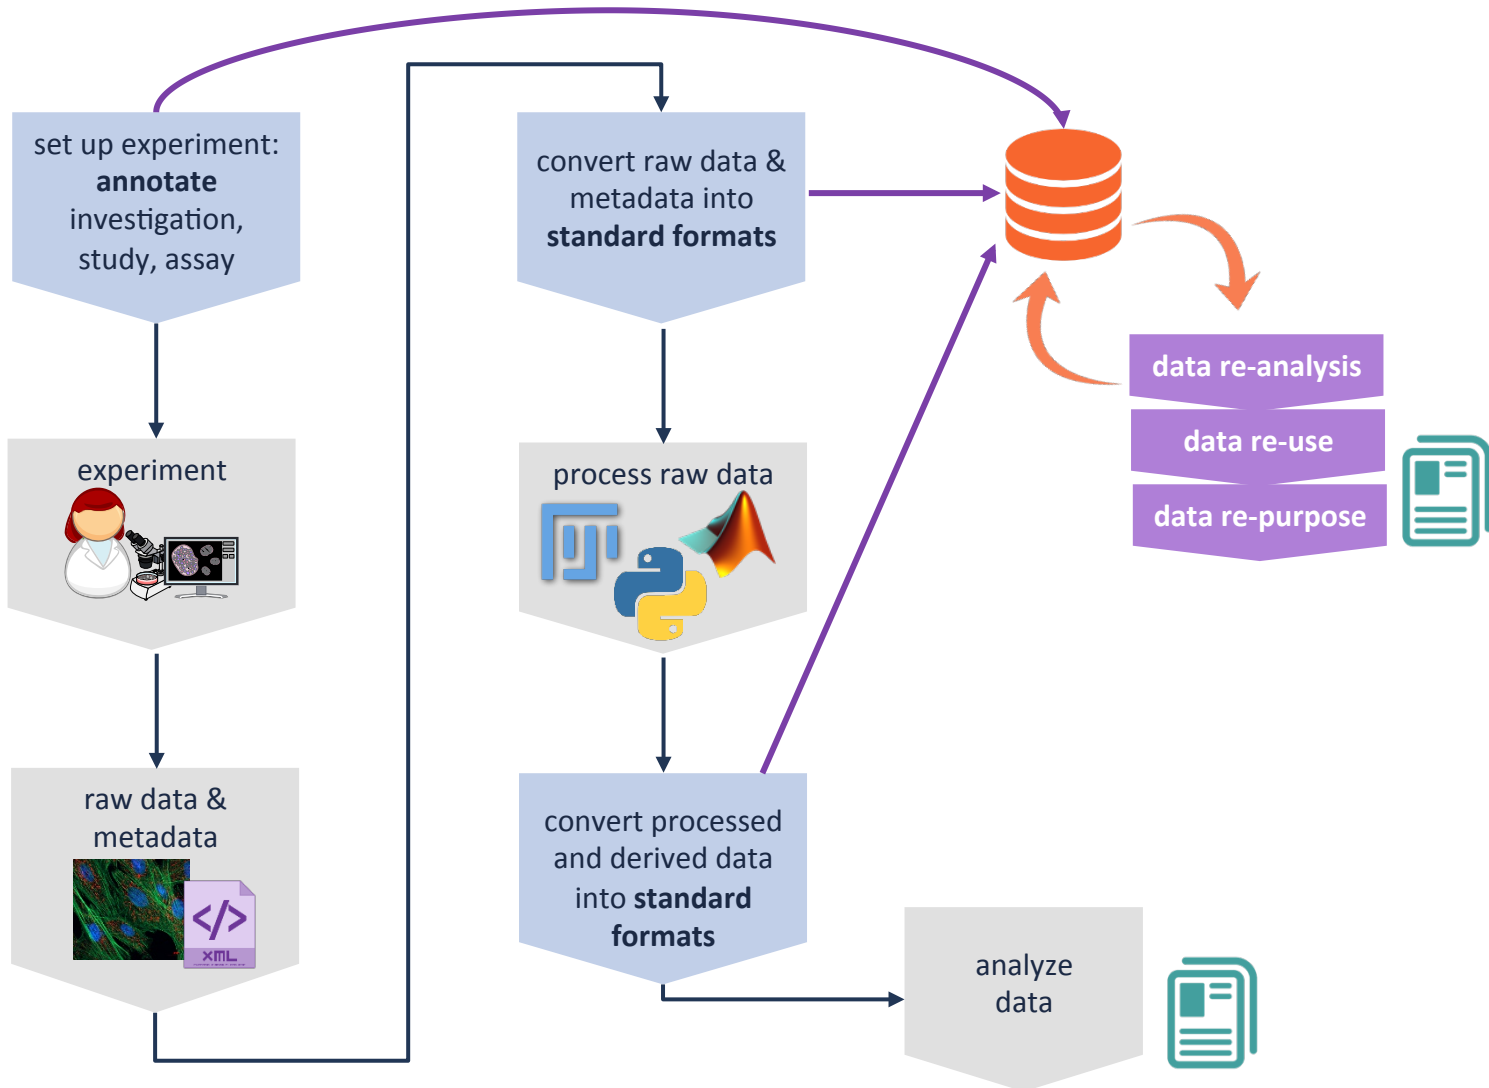 set up experiment:
annotate
investigation,
study, assay
experiment
raw data &
metadata
</>
XML
convert raw data &
metadata into
standard formats
process raw data
convert processed
and derived data
into standard
formats
analyze
data
data re-analysis
data re-use
data re-purpose